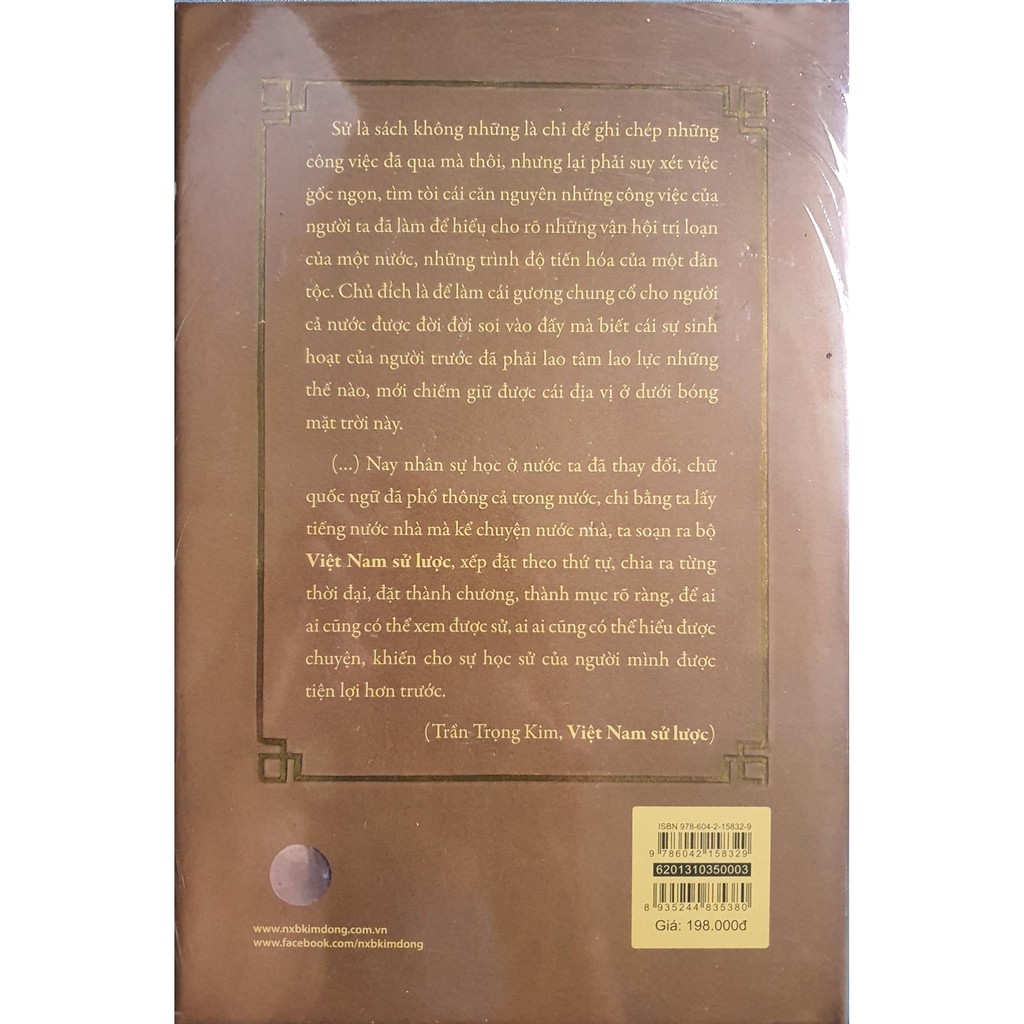 Sử là sách không những là chỉ để ghi chép những
công việc đã qua mà thôi, nhưng lại phải suy xét việc
gốc ngọn, tìm tòi cái căn nguyên những công việc của
người ta đã làm để hiểu cho rõ những vận hội trị loạn
của một nước, những trình độ tiến hóa của một dân
tộc. Chủ đích là để làm cái gương chung cổ cho người
cả nước được đời đời soi vào đấy mà biết cái sự sinh
hoạt của người trước đã phải lao tâm lao lực những
thế nào, mới chiếm giữ được cái địa vị ở dưới bóng
mặt trời này.
(...) Nay nhân sự học ở nước ta đã thay đổi, chữ
quốc ngữ đã phổ thông cả trong nước, chi bằng ta lấy
tiếng nước nhà mà kể chuyện nước nhà, ta soạn ra bộ
Việt Nam sử lược, xếp đặt theo thứ tự, chia ra từng
thời đại, đặt thành chương, thành mục rõ ràng, để ai
ai cũng có thể xem được sử, ai ai cũng có thể hiểu được
chuyện, khiến cho sự học sử của người mình được
tiện lợi hơn trước.
(Trần Trọng Kim, Việt Nam sử lược)
ISBN 978-604-2-15832-9
9 786042 158329
6201310350003
8 935244 835380
Giá: 198.000đ
www.nxbkimdong.com.vn
www.facebook.com/nxbkimdong